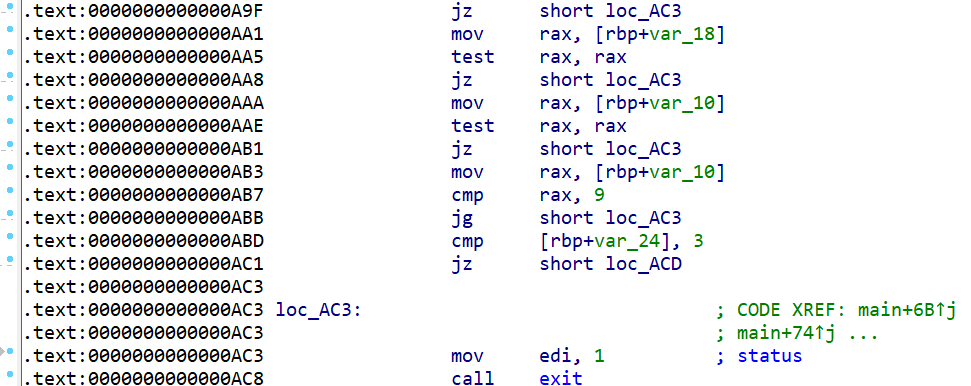 .text:0000000000000A9F jz short loc_AC3
.text:0000000000000AA1 mov rax, [rbp+var_18]
.text:0000000000000AA5 test rax, rax
.text:0000000000000AA8 jz short loc_AC3
.text:0000000000000AAA mov rax, [rbp+var_10]
.text:0000000000000AAE test rax, rax
.text:0000000000000AB1 jz short loc_AC3
.text:0000000000000AB3 mov rax, [rbp+var_10]
.text:0000000000000AB7 cmp rax, 9
.text:0000000000000ABB jg short loc_AC3
.text:0000000000000ABD cmp [rbp+var_24], 3
.text:0000000000000AC1 jz short loc_ACD
.text:0000000000000AC3
.text:0000000000000AC3 loc_AC3: ; CODE XREF: main+6B↑j
.text:0000000000000AC3 ; main+74↑j ...
.text:0000000000000AC3 mov edi, 1 ; status
.text:0000000000000AC8 call exit